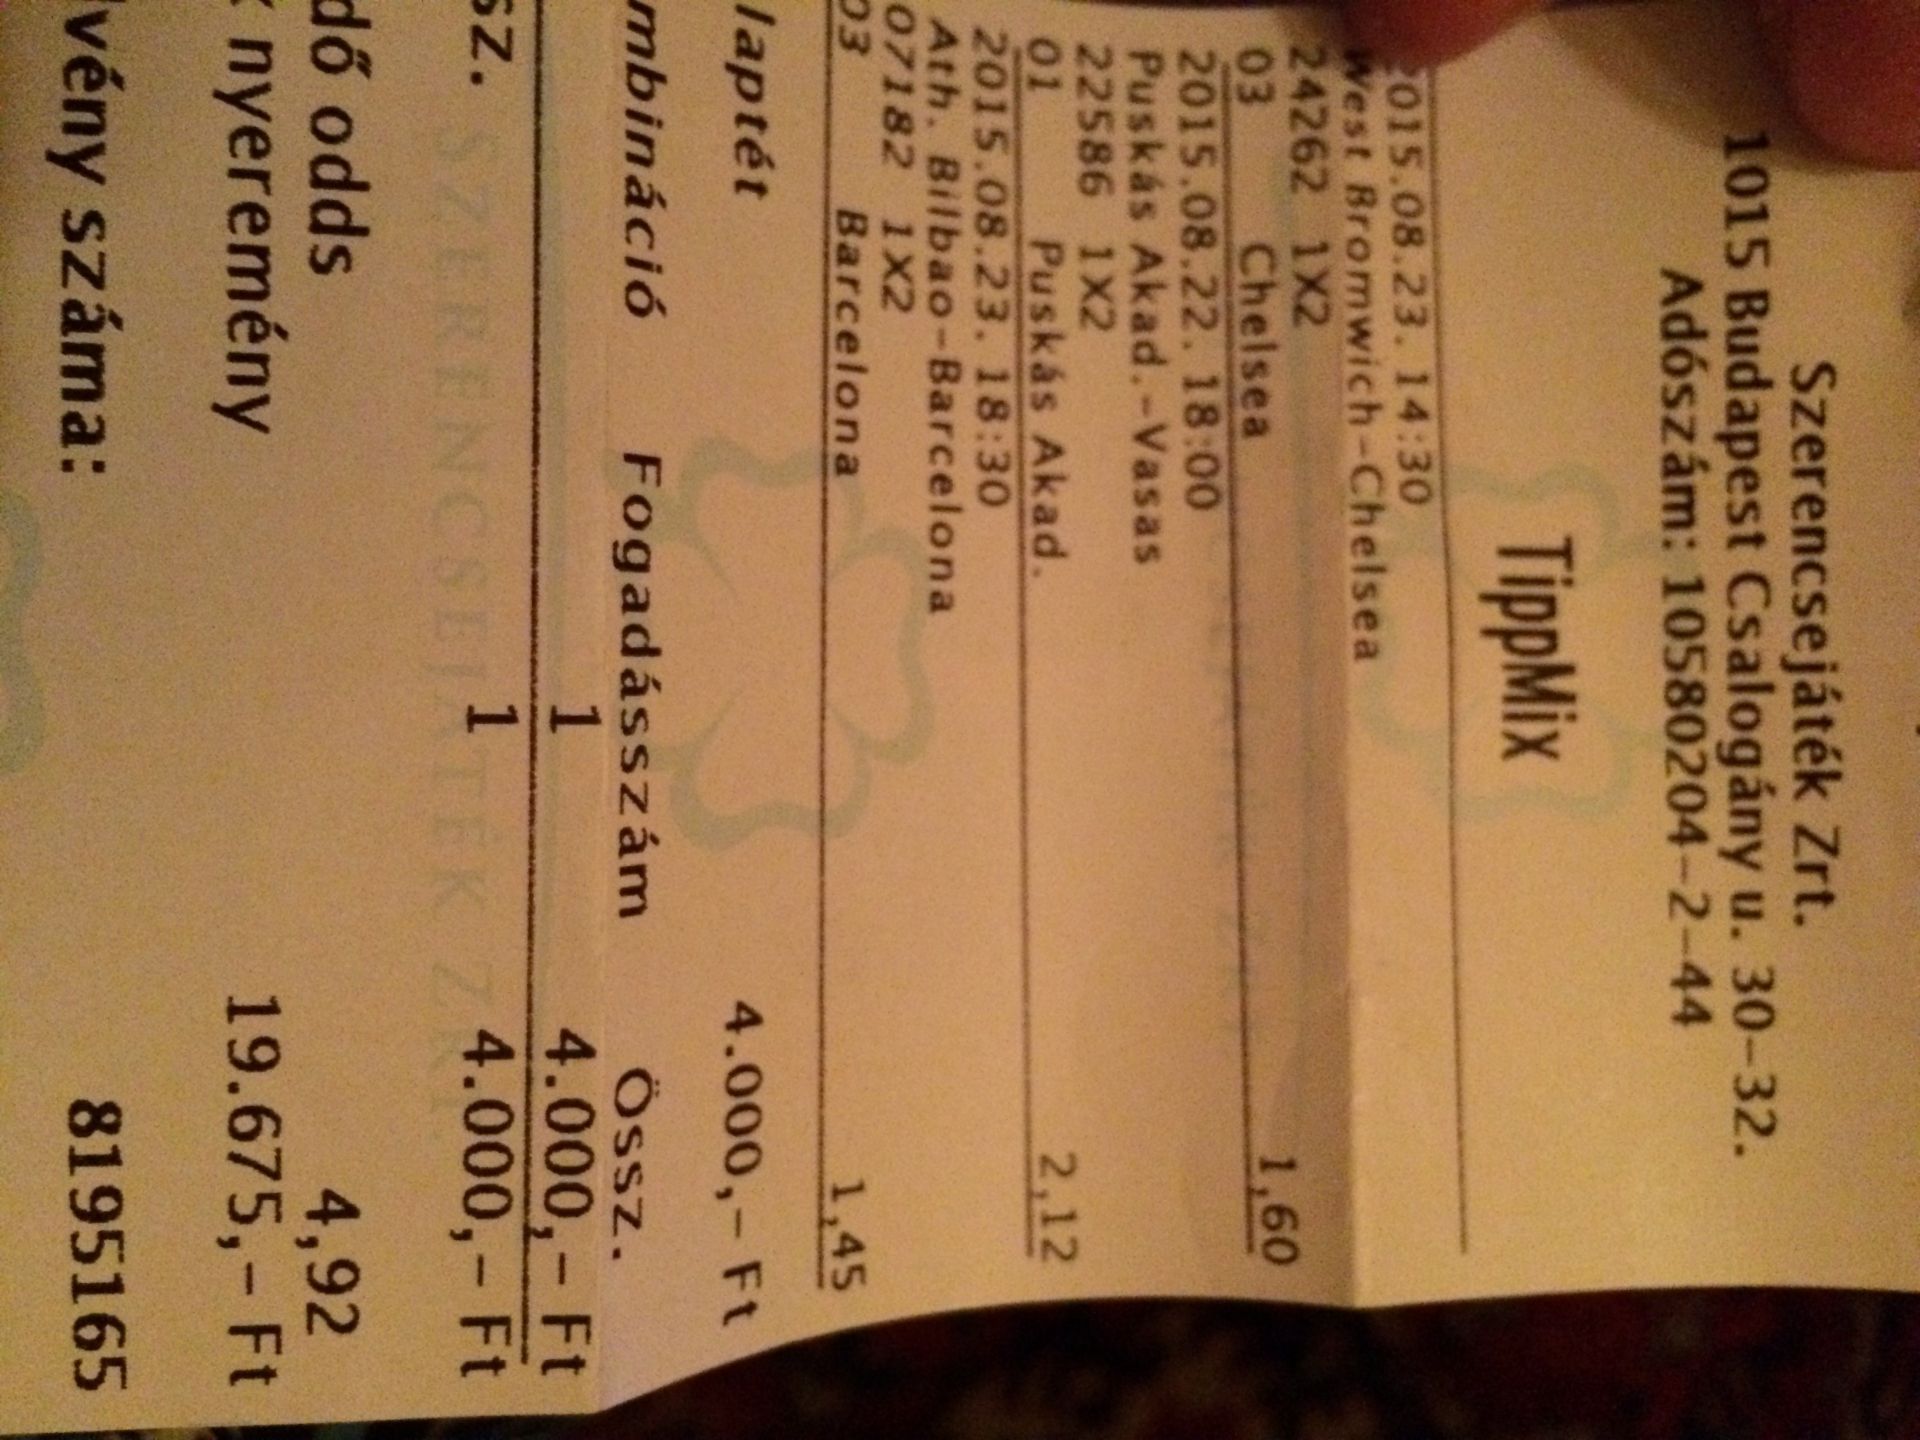 Szerencsejáték Zrt.
1015 Budapest Csalogány u. 30-32.
Adószám: 10580204-2-44
TippMix
2015.08.23. 14:30
West Bromwich-Chelsea
24262 1X2
03 Chelsea 1,60
2015.08.22. 18:00
Puskás Akad.-Vasas
22586 1X2
01 Puskás Akad. 2,12
2015.08.23. 18:30
Ath. Bilbao-Barcelona
07182 1X2
03 Barcelona 1,45
laptét 4.000,- Ft
mbináció Fogadásszám Össz.
1 4.000,- Ft
sz. 1 4.000,- Ft
SZERENCSEJÁTÉK ZRT.
dő odds 4,92
nyeremény 19.675,- Ft
lvény száma: 8195165